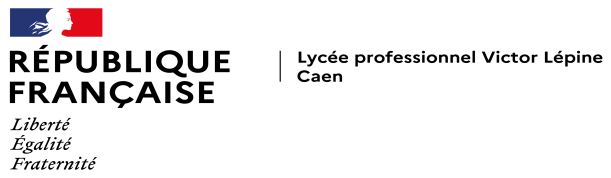 RÉPUBLIQUE
FRANÇAISE
Liberté
Égalité
Fraternité
Lycée professionnel Victor Lépine
Caen